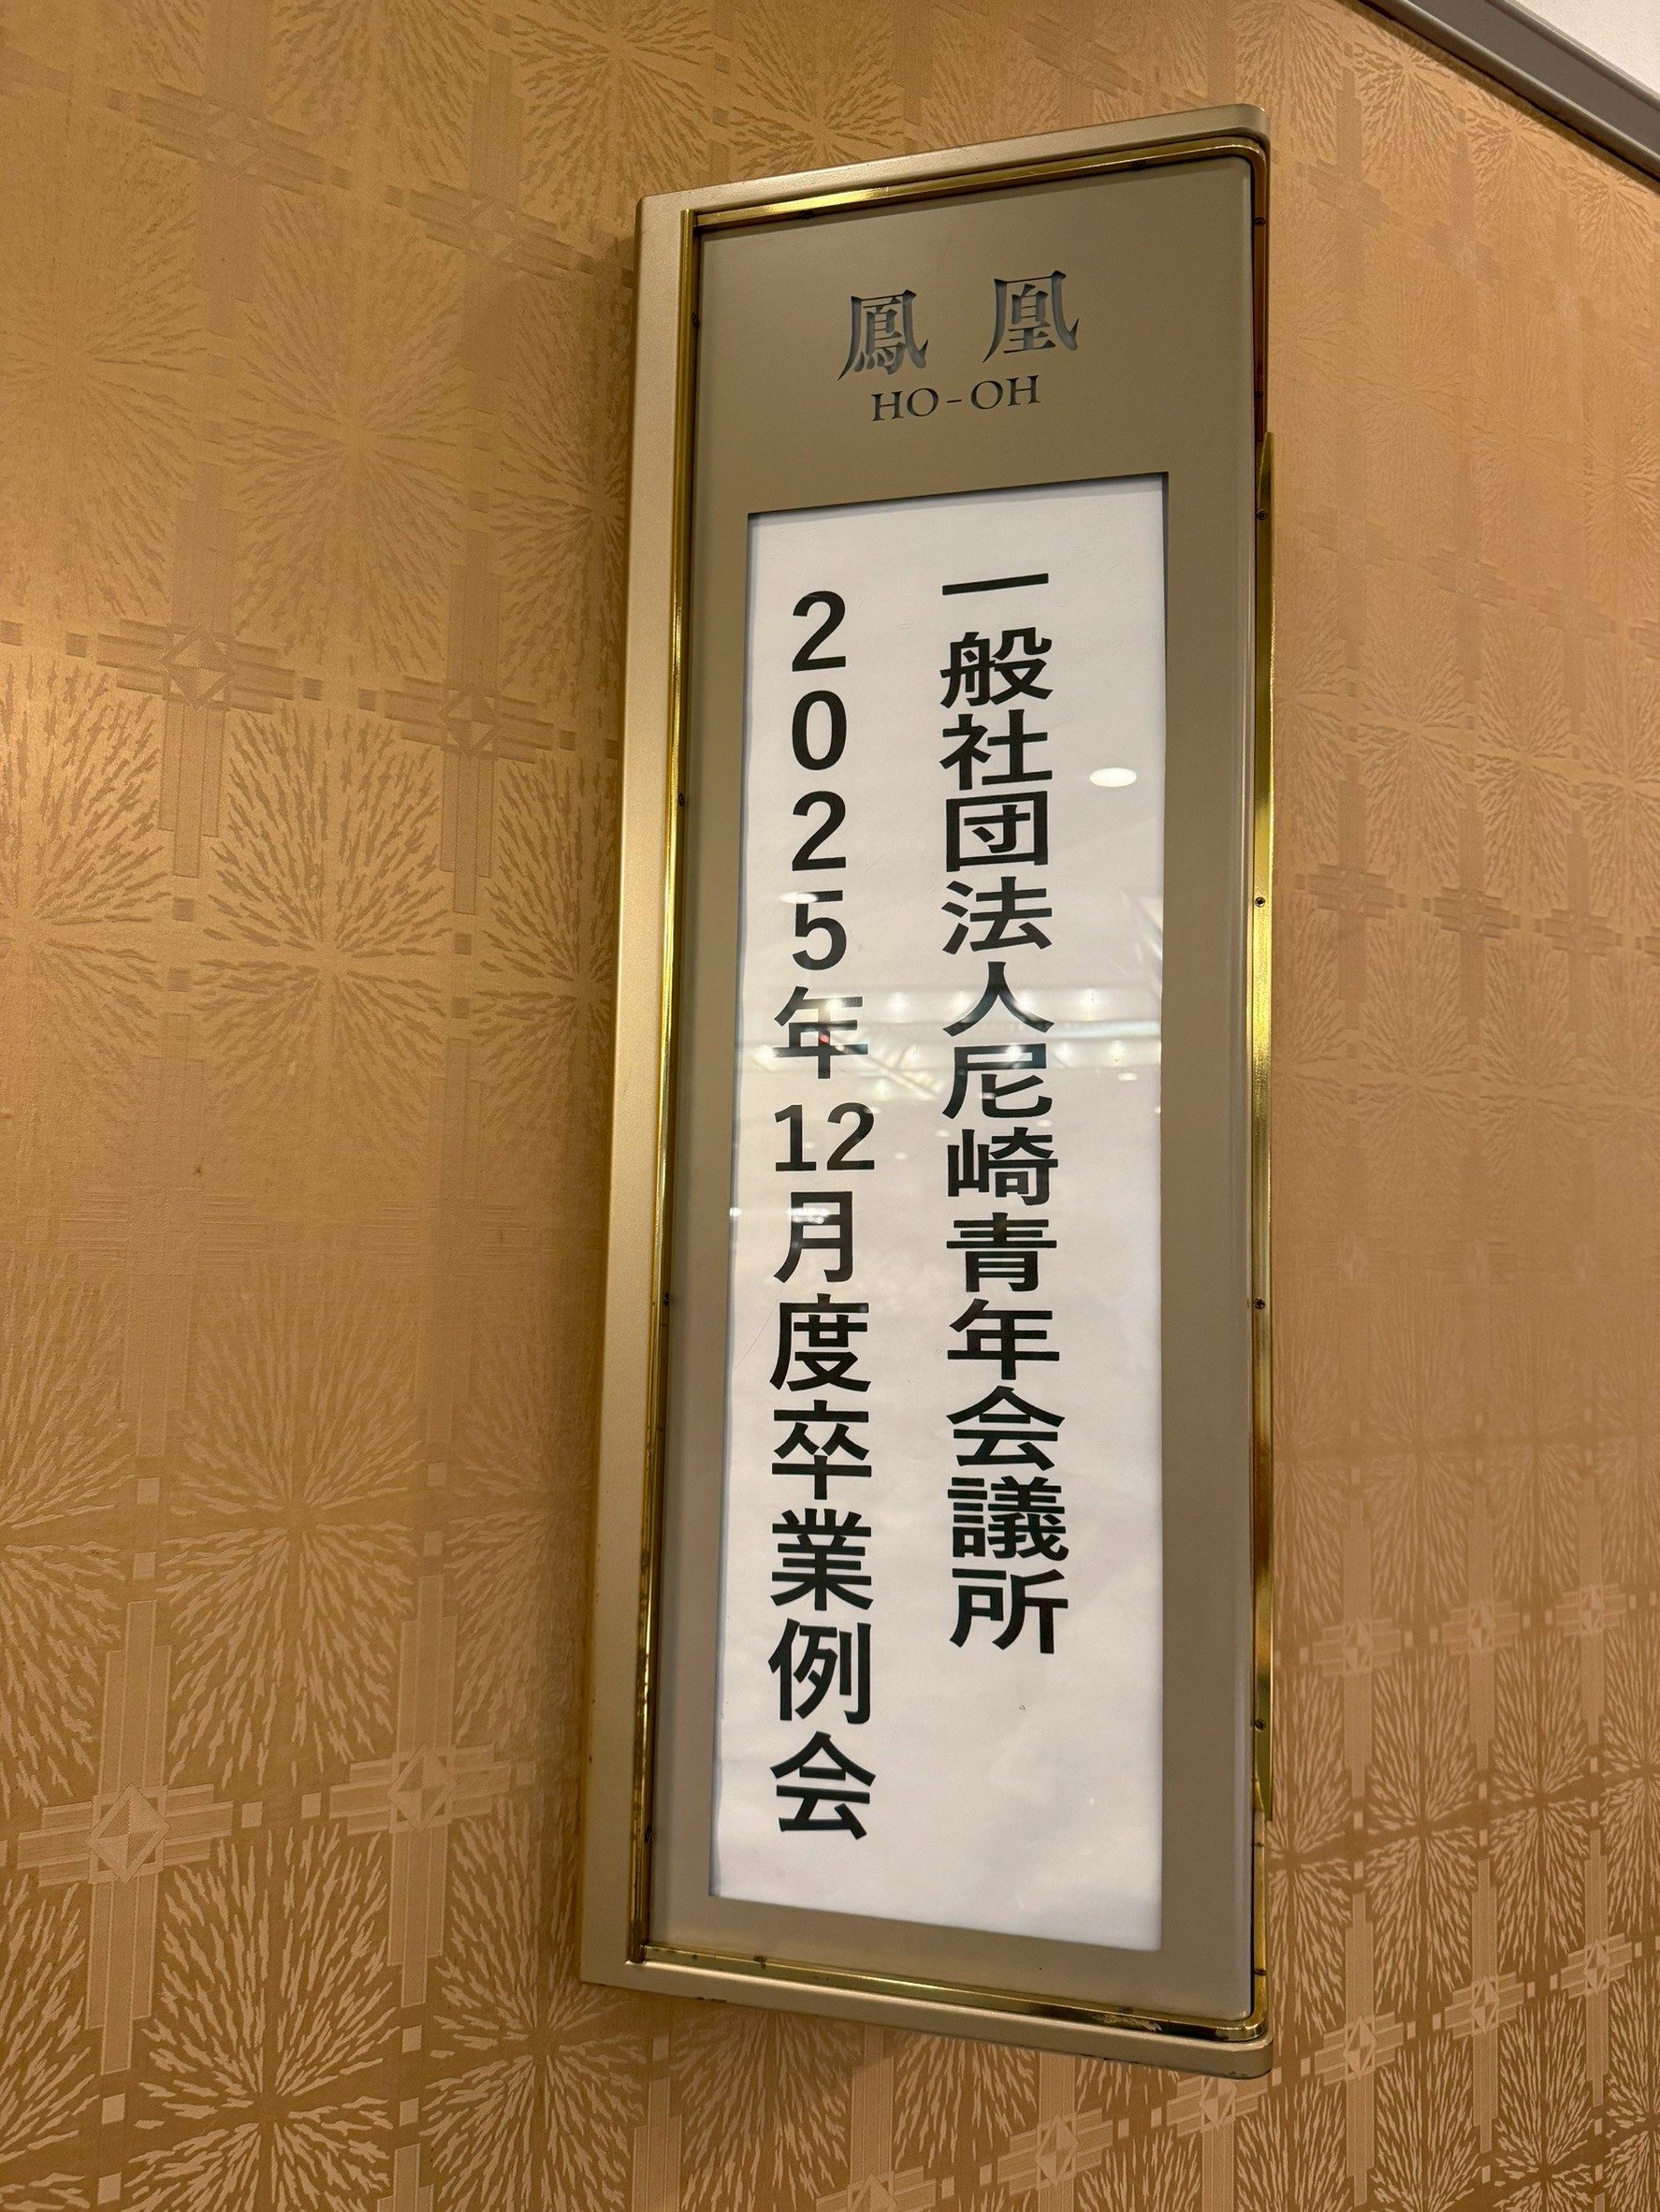 鳳凰
HO-OH
一般社団法人尼崎青年会議所
2025年12月度卒業例会